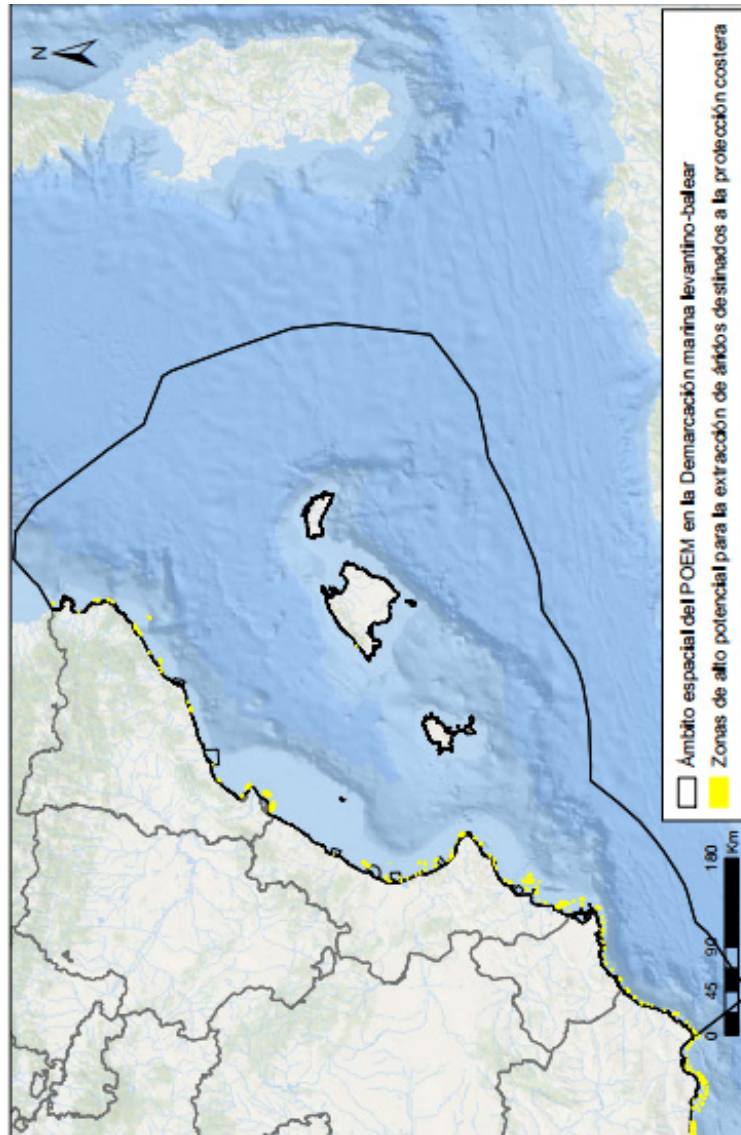 N
Ámbito espacial del POEM en la Demarcación marina levantino-balear
Zonas de alto potencial para la extracción de áridos destinados a la protección costera
0 45 90 180
Km